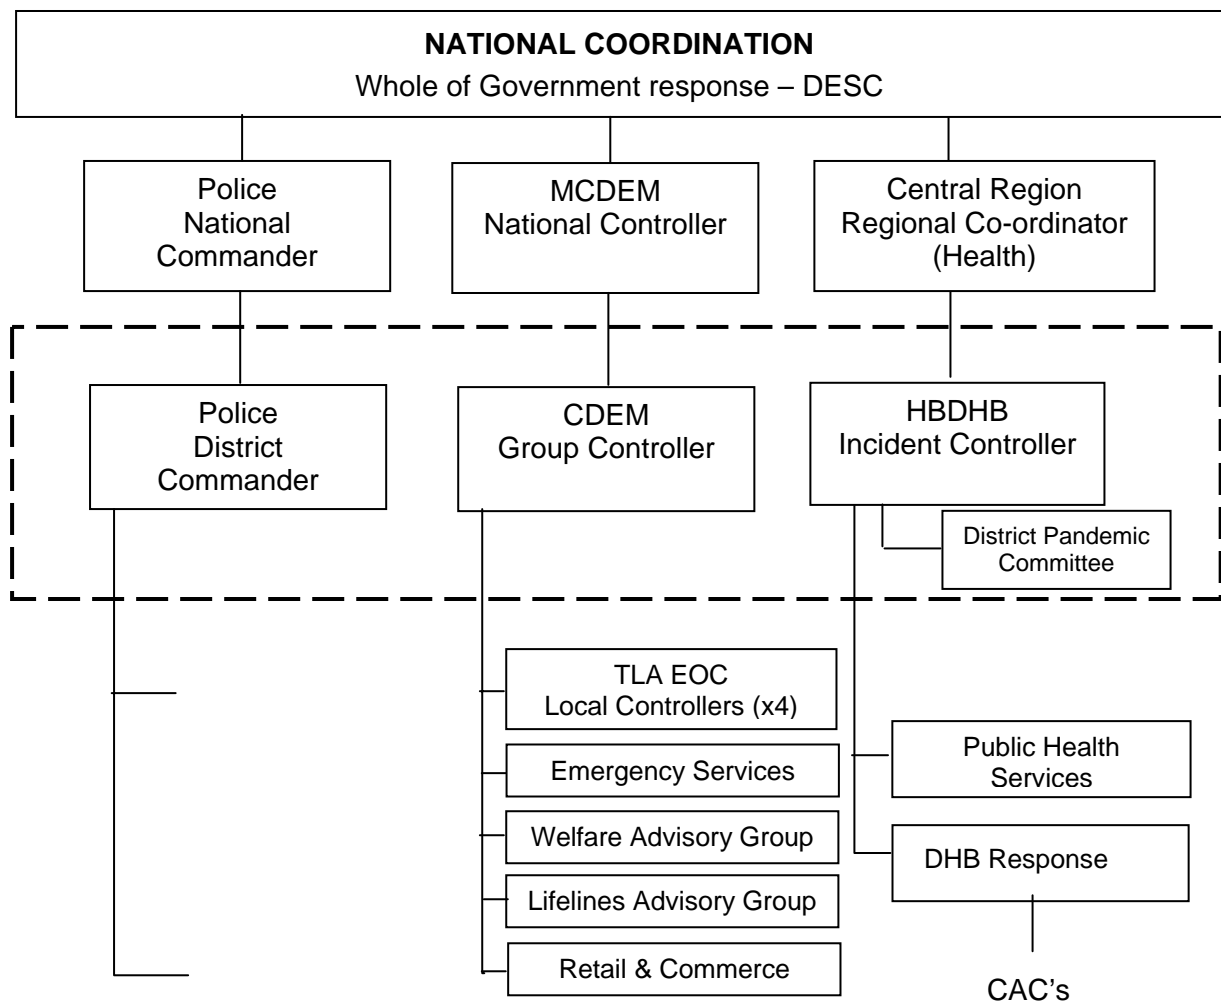 NATIONAL COORDINATION
Whole of Government response – DESC
Police
National
Commander
MCDEM
National Controller
Central Region
Regional Co-ordinator
(Health)
Police
District
Commander
CDEM
Group Controller
HBDHB
Incident Controller
District Pandemic
Committee
TLA EOC
Local Controllers (x4)
Emergency Services
Welfare Advisory Group
Lifelines Advisory Group
Retail & Commerce
Public Health
Services
DHB Response
CAC's